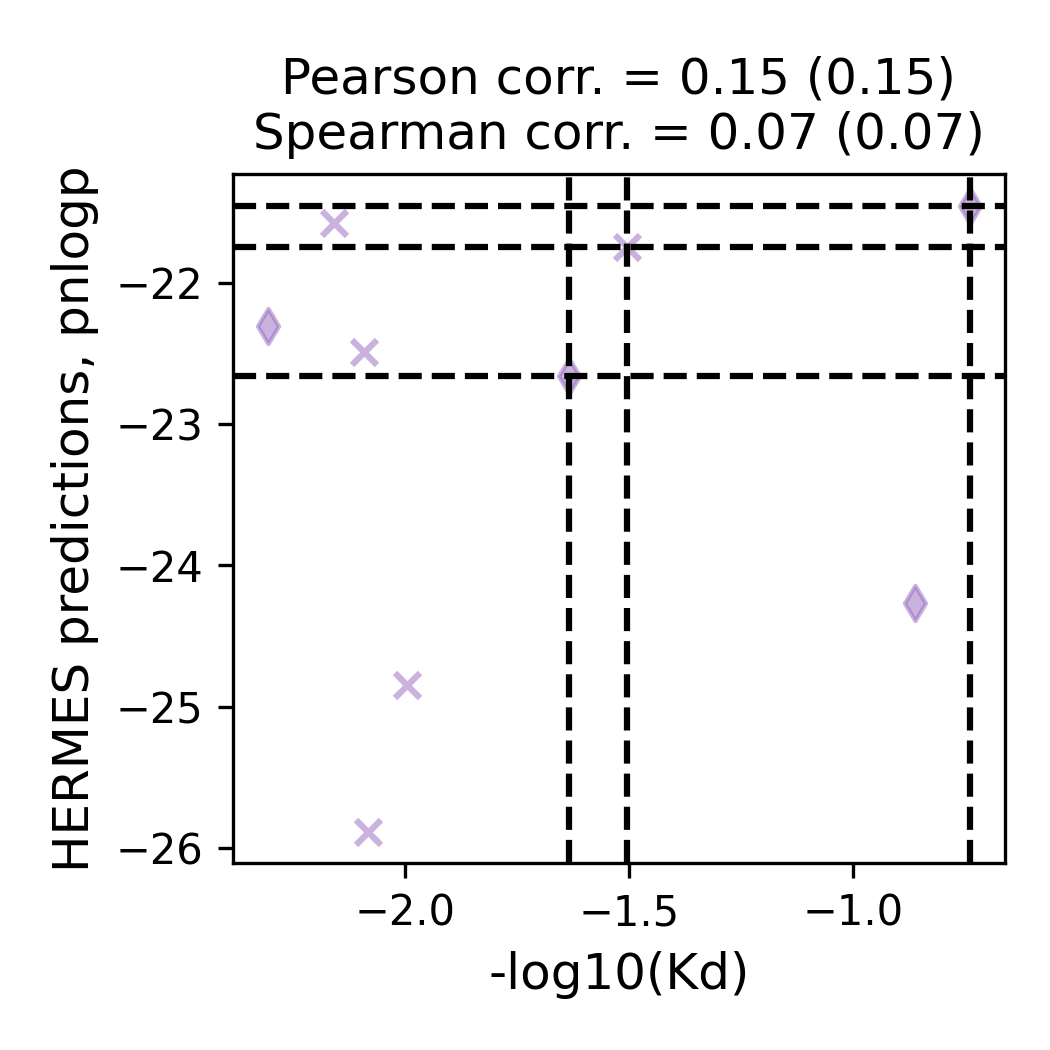 Pearson corr. = 0.15 (0.15)
Spearman corr. = 0.07 (0.07)
HERMES predictions, pnlogp
−22
−23
−24
−25
−26
−2.0
−1.5
−1.0
-log10(Kd)